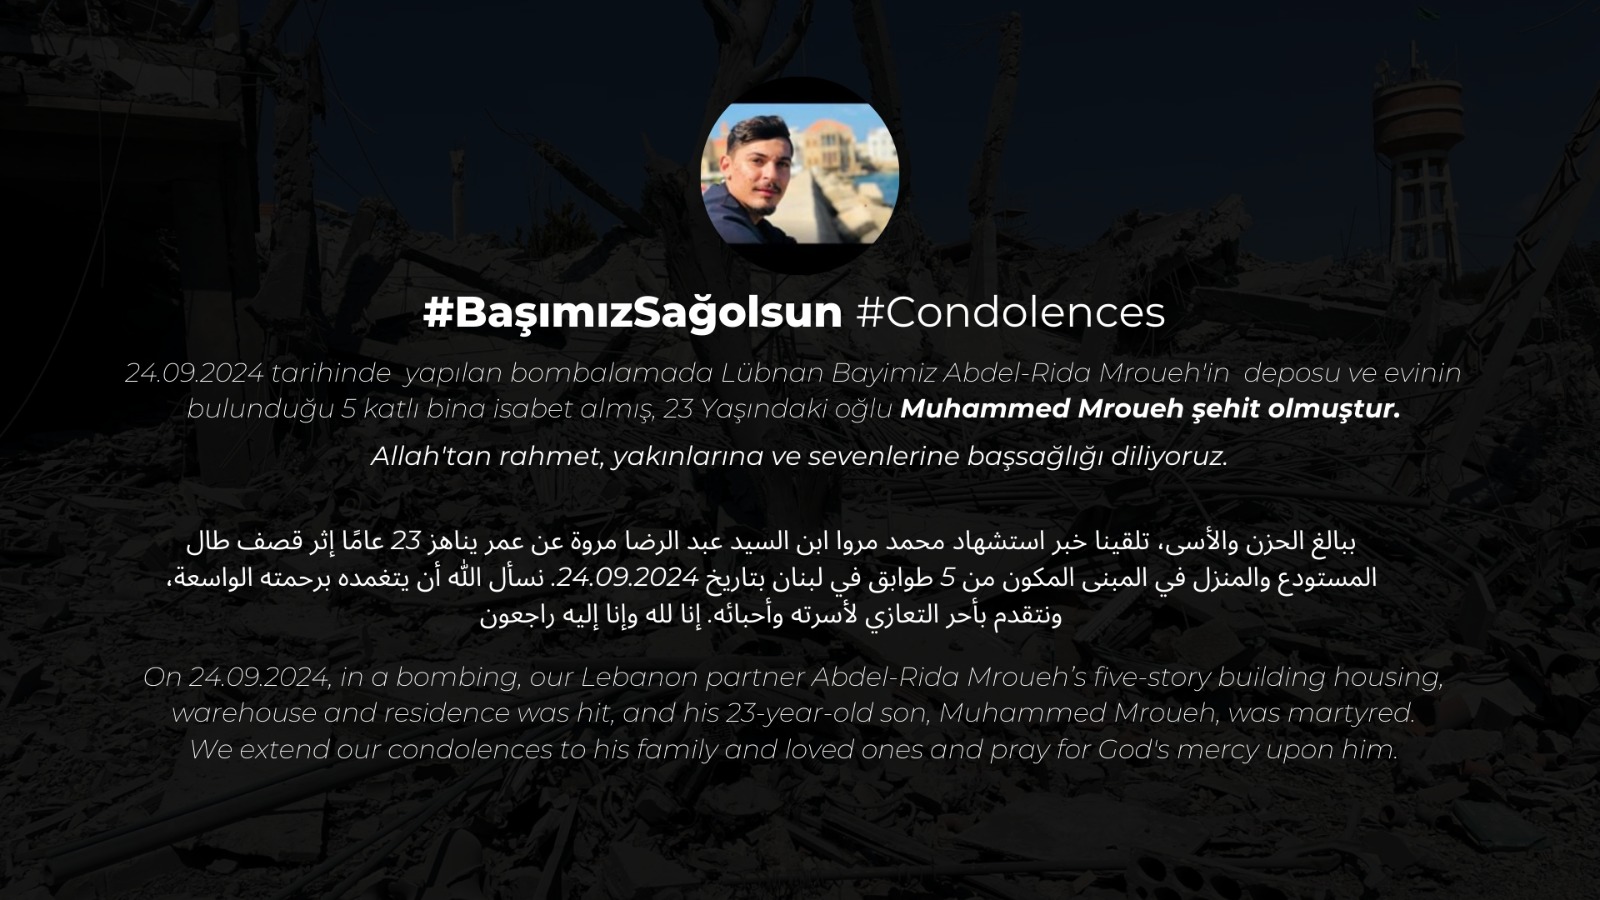 #BaşımızSağolsun #Condolences
24.09.2024 tarihinde yapılan bombalamada Lübnan Bayimiz Abdel-Rida Mroueh'in deposu ve evinin
bulunduğu 5 katlı bina isabet almış, 23 Yaşındaki oğlu Muhammed Mroueh şehit olmuştur.
Allah'tan rahmet, yakınlarına ve sevenlerine başsağlığı diliyoruz.
ببالغ الحزن والأسى، تلقينا خبر استشهاد محمد مروا ابن السيد عبد الرضا مروة عن عمر يناهز 23 عامًا إثر قصف طال
المستودع والمنزل في المبنى المكون من 5 طوابق في لبنان بتاريخ 24.09.2024. نسأل الله أن يتغمده برحمته الواسعة،
ونتقدم بأحر التعازي لأسرته وأحبائه. إنا لله وإنا إليه راجعون
On 24.09.2024, in a bombing, our Lebanon partner Abdel-Rida Mroueh’s five-story building housing,
warehouse and residence was hit, and his 23-year-old son, Muhammed Mroueh, was martyred.
We extend our condolences to his family and loved ones and pray for God's mercy upon him.